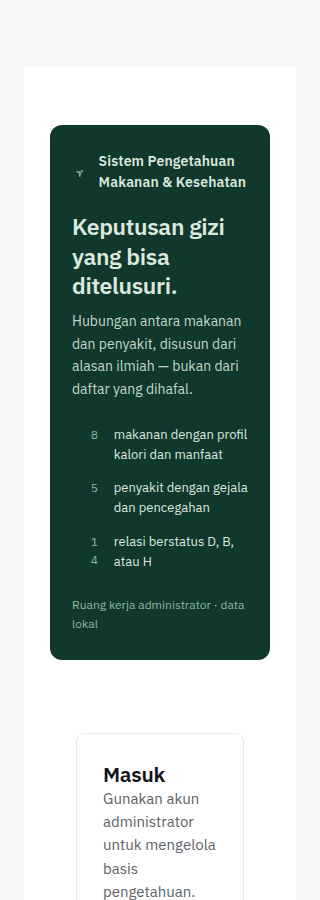 Sistem Pengetahuan
Makanan & Kesehatan
Keputusan gizi
yang bisa
ditelusuri.
Hubungan antara makanan
dan penyakit, disusun dari
alasan ilmiah — bukan dari
daftar yang dihafal.
8 makanan dengan profil
kalori dan manfaat
5 penyakit dengan gejala
dan pencegahan
1 relasi berstatus D, B,
4 atau H
Ruang kerja administrator · data
lokal
Masuk
Gunakan akun
administrator
untuk mengelola
basis
pengetahuan.